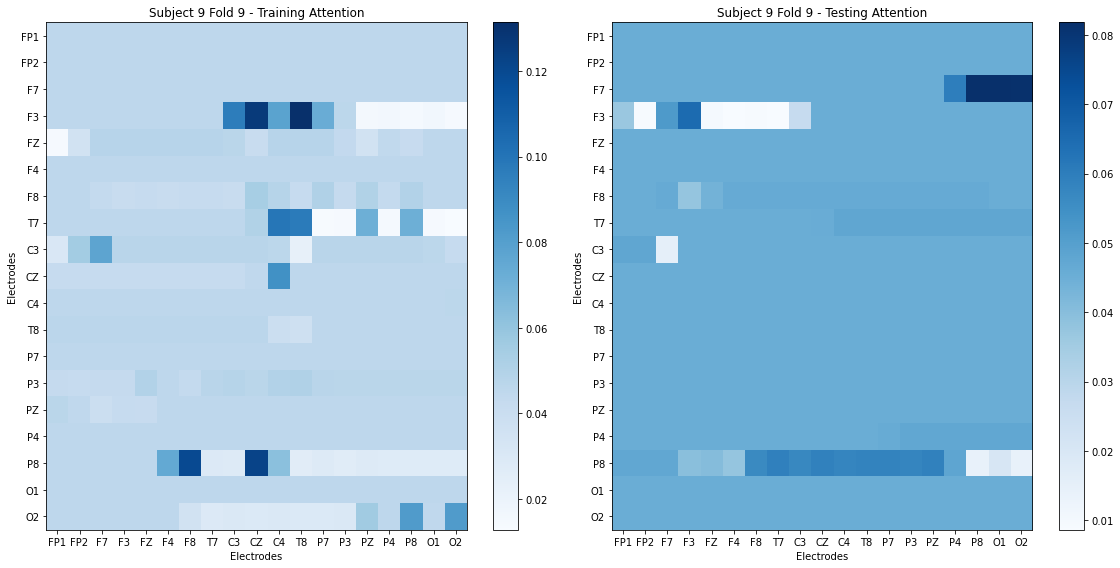 Subject 9 Fold 9 - Training Attention
Electrodes
FP1
FP2
F7
F3
FZ
F4
F8
T7
C3
CZ
C4
T8
P7
P3
PZ
P4
P8
O1
O2
FP1 FP2 F7 F3 FZ F4 F8 T7 C3 CZ C4 T8 P7 P3 PZ P4 P8 O1 O2
Electrodes
0.12
0.10
0.08
0.06
0.04
0.02
Subject 9 Fold 9 - Testing Attention
Electrodes
FP1
FP2
F7
F3
FZ
F4
F8
T7
C3
CZ
C4
T8
P7
P3
PZ
P4
P8
O1
O2
FP1 FP2 F7 F3 FZ F4 F8 T7 C3 CZ C4 T8 P7 P3 PZ P4 P8 O1 O2
Electrodes
0.08
0.07
0.06
0.05
0.04
0.03
0.02
0.01